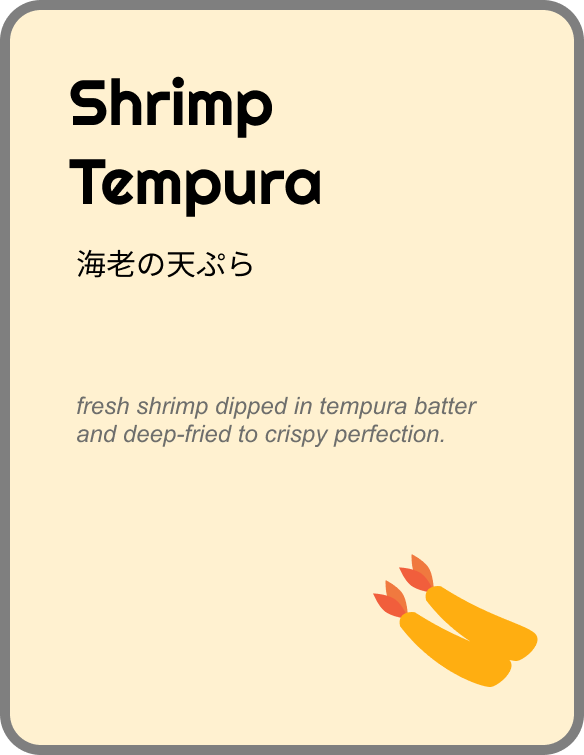 Shrimp
Tempura
海老の天ぷら
fresh shrimp dipped in tempura batter
and deep-fried to crispy perfection.